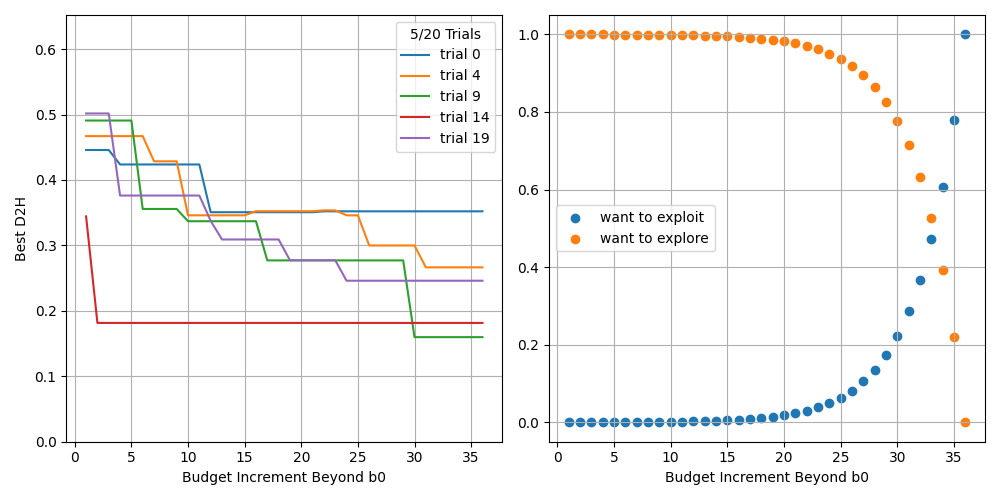 5/20 Trials
trial 0
trial 4
trial 9
trial 14
trial 19
Best D2H
0.6
0.5
0.4
0.3
0.2
0.1
0.0
0 5 10 15 20 25 30 35
Budget Increment Beyond b0
want to exploit
want to explore
1.0
0.8
0.6
0.4
0.2
0.0
0 5 10 15 20 25 30 35
Budget Increment Beyond b0